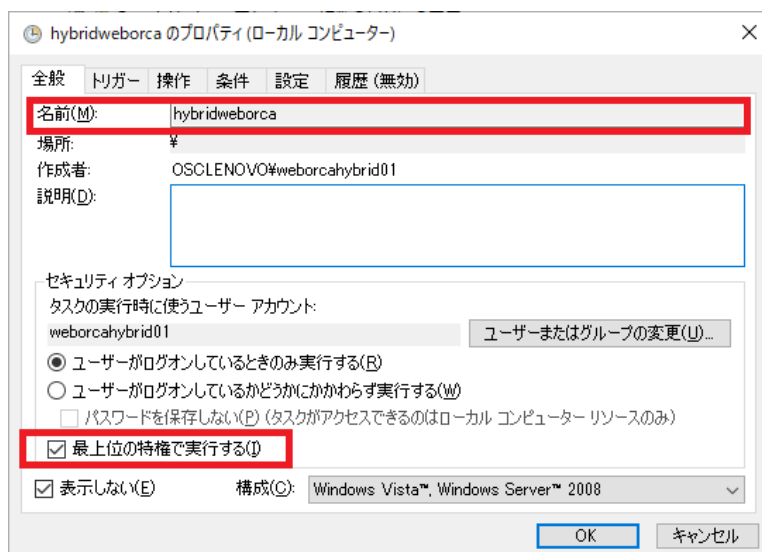 hybridweborca のプロパティ (ローカル コンピューター)
全般 トリガー 操作 条件 設定 履歴 (無効)
名前(M): hybridweborca
場所: ¥
作成者: OSCLENOVO¥weborcahybrid01
説明(D):
セキュリティ オプション
タスクの実行時に使うユーザー アカウント:
weborcahybrid01 ユーザーまたはグループの変更(U)...
ユーザーがログオンしているときのみ実行する(R)
ユーザーがログオンしているかどうかにかかわらず実行する(W)
パスワードを保存しない(P) (タスクがアクセスできるのはローカル コンピューター リソースのみ)
最上位の特権で実行する(I)
表示しない(E) 構成(C): Windows Vista™, Windows Server™ 2008
OK キャンセル